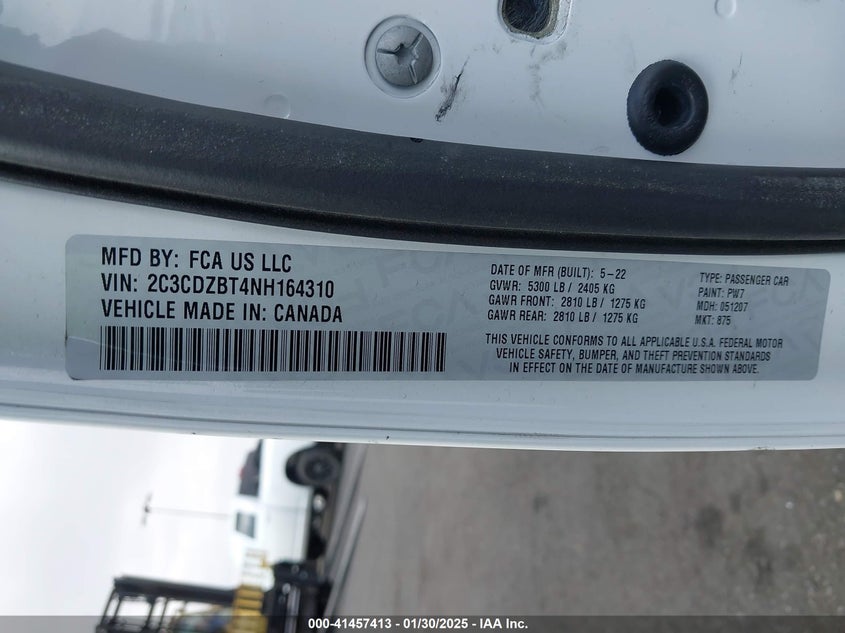 MFD BY: FCA US LLC
VIN: 2C3CDZBT4NH164310
VEHICLE MADE IN: CANADA
DATE OF MFR (BUILT): 5-22
GVWR: 5300 LB / 2405 KG
GAWR FRONT: 2810 LB / 1275 KG
GAWR REAR: 2810 LB / 1275 KG
TYPE: PASSENGER CAR
PAINT: PW7
MDH: 051207
MKT: 875
THIS VEHICLE CONFORMS TO ALL APPLICABLE U.S.A. FEDERAL MOTOR
VEHICLE SAFETY, BUMPER, AND THEFT PREVENTION STANDARDS
IN EFFECT ON THE DATE OF MANUFACTURE SHOWN ABOVE.
000-41457413 - 01/30/2025 - IAA Inc.